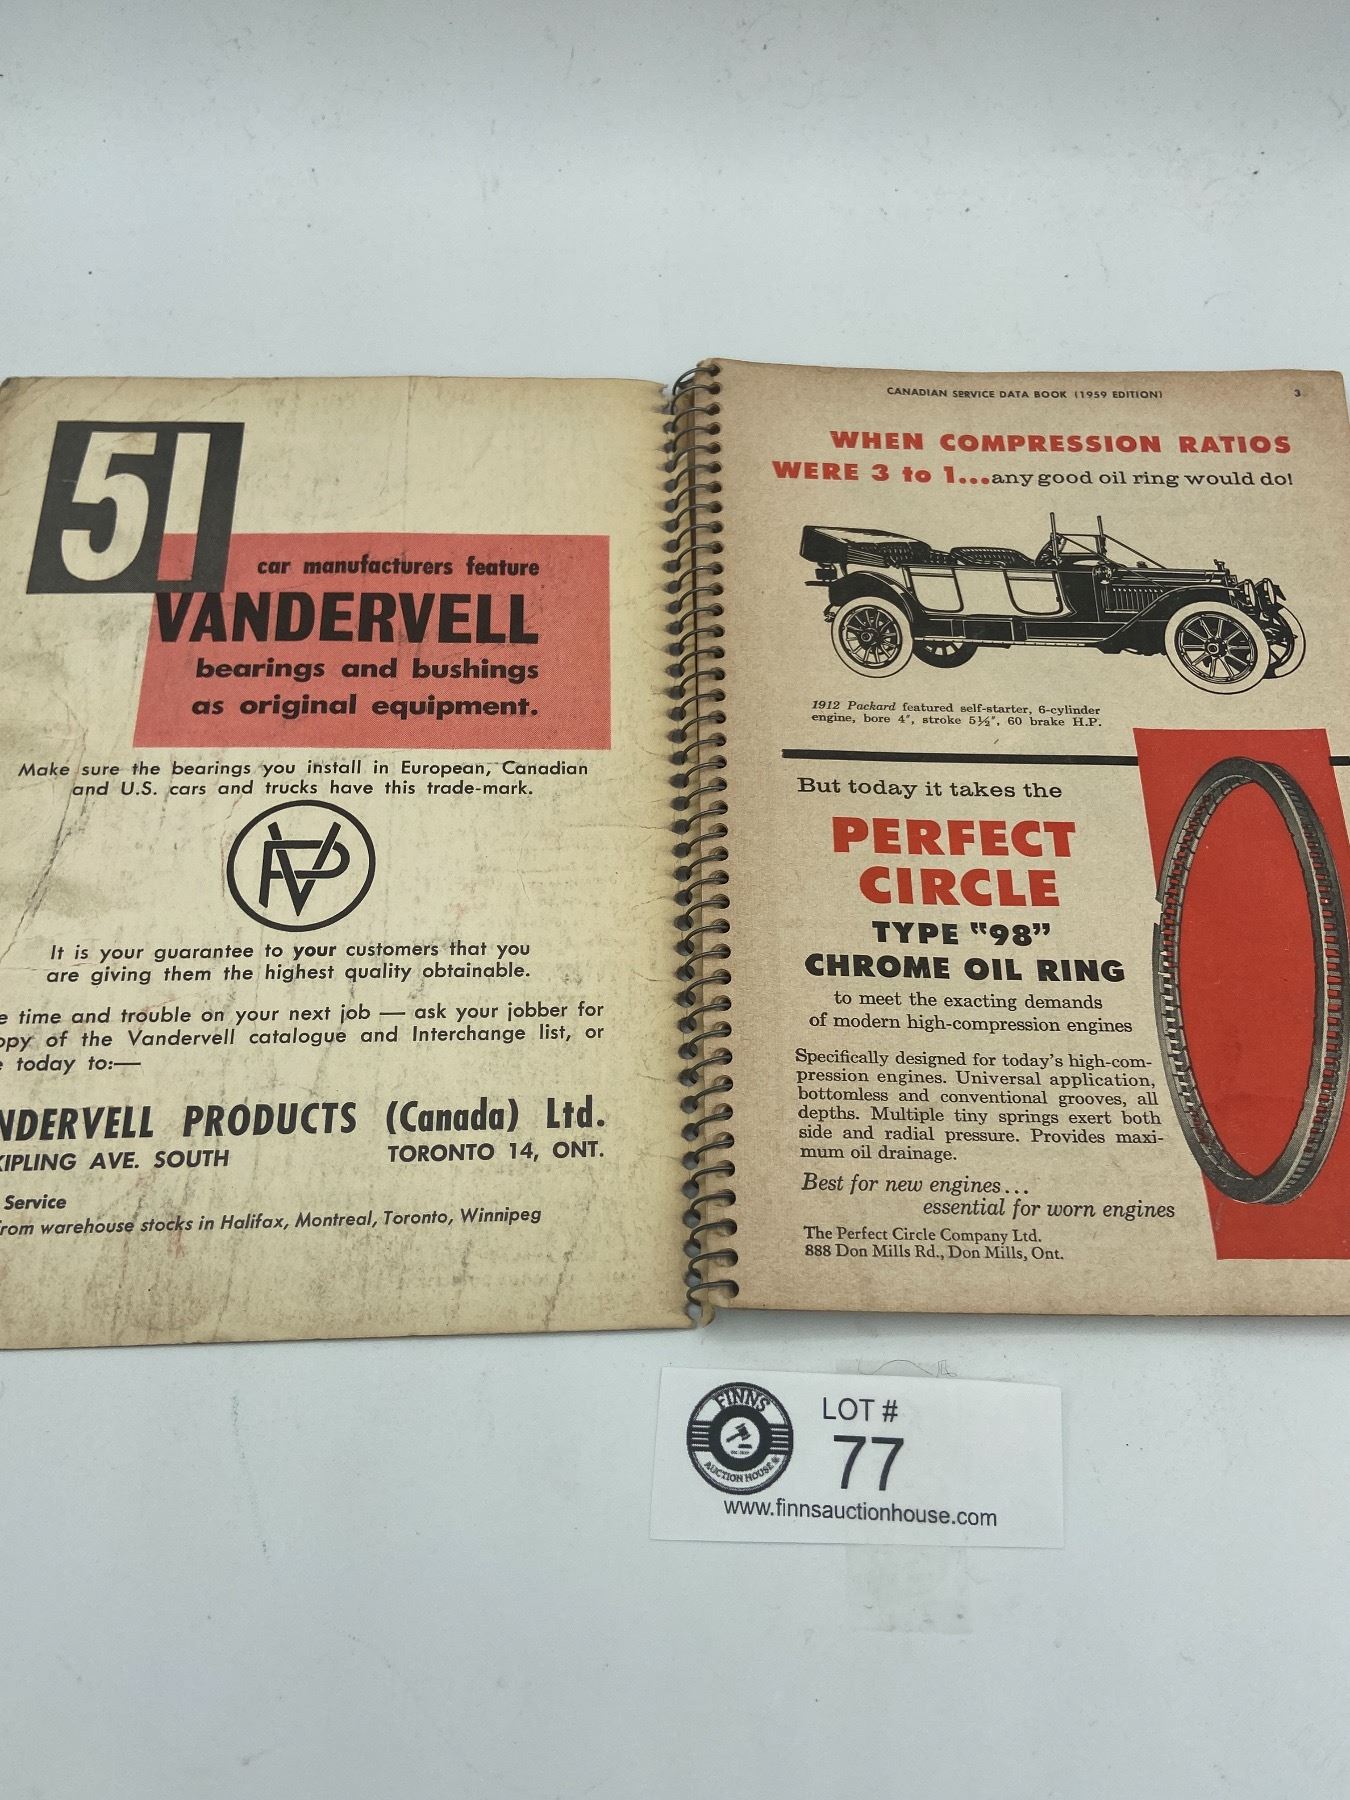 51
car manufacturers feature
VANDERVELL
bearings and bushings
as original equipment.
Make sure the bearings you install in European, Canadian
and U.S. cars and trucks have this trade-mark.
VP
It is your guarantee to your customers that you
are giving them the highest quality obtainable.
time and trouble on your next job — ask your jobber for
of the Vandervell catalogue and Interchange list, or
today to:—
PRODUCTS (Canada) Ltd.
AVE. SOUTH TORONTO 14, ONT.
Service
from warehouse stocks in Halifax, Montreal, Toronto, Winnipeg
CANADIAN SERVICE DATA BOOK (1959 EDITION) 3
WHEN COMPRESSION RATIOS
WERE 3 to 1...any good oil ring would do!
1912 Packard featured self-starter, 6-cylinder
engine, bore 4", stroke 5½", 60 brake H.P.
But today it takes the
PERFECT
CIRCLE
TYPE "98"
CHROME OIL RING
to meet the exacting demands
of modern high-compression engines
Specifically designed for today's high-com-
pression engines. Universal application,
bottomless and conventional grooves, all
depths. Multiple tiny springs exert both
side and radial pressure. Provides maxi-
mum oil drainage.
Best for new engines...
essential for worn engines
The Perfect Circle Company Ltd.
888 Don Mills Rd., Don Mills, Ont.
FINNS
AUCTION HOUSE
LOT #
77
www.finnsauctionhouse.com